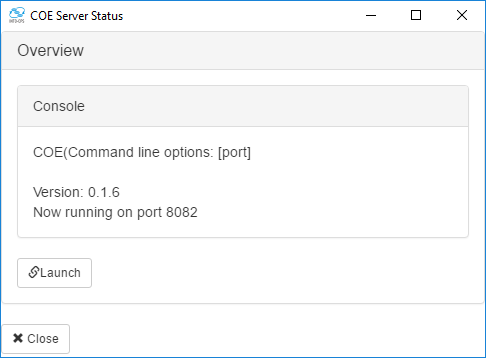 COE Server Status
Overview
Console
COE(Command line options: [port]
Version: 0.1.6
Now running on port 8082
Launch
Close